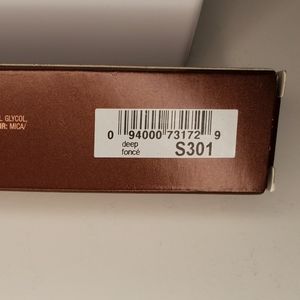 GLYCOL,
MICA/
0 94000 73172 9
deep
foncé
S301